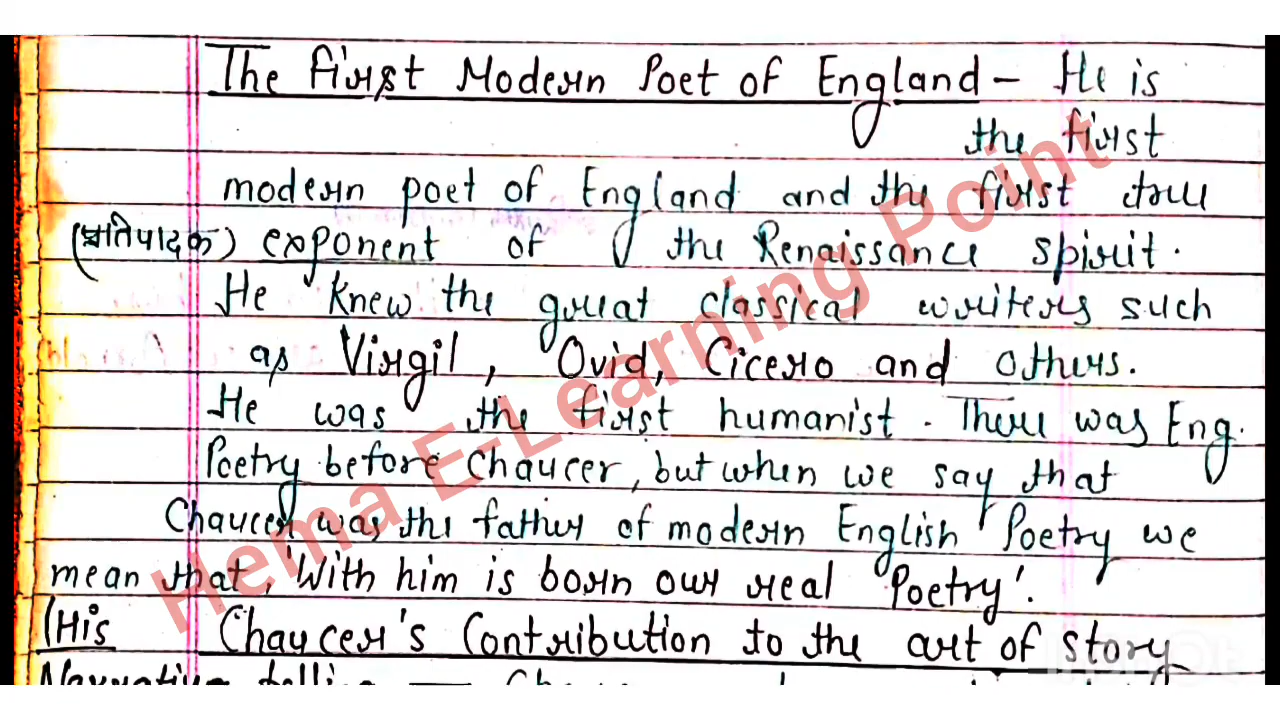 The first Modern Poet of England – He is
the first
modern poet of England and the first true
(प्रतिपादक) exponent of the Renaissance spirit.
He knew the great classical writers such
as Virgil, Ovid, Cicero and others.
He was the first humanist. There was Eng.
Poetry before Chaucer, but when we say that
Chaucer was the father of modern English Poetry we
mean that, 'With him is born our real Poetry'.
(His Chaucer's Contribution to the art of story
Narrative telling –
Hema E-Learning Point